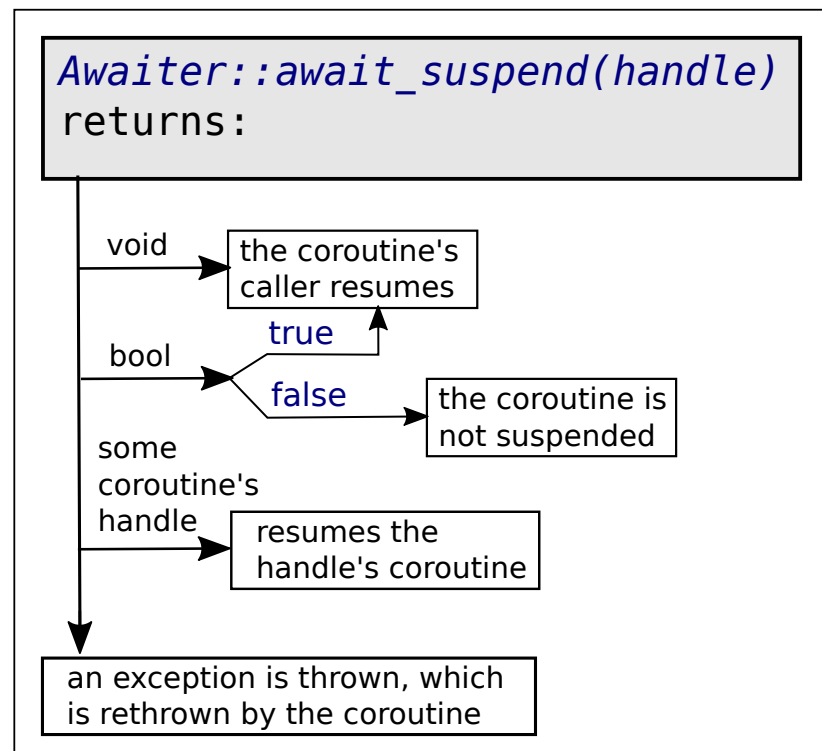 Awaiter::await_suspend(handle)
returns:
void
the coroutine's
caller resumes
true
bool
false
the coroutine is
not suspended
some
coroutine's
handle
resumes the
handle's coroutine
an exception is thrown, which
is rethrown by the coroutine